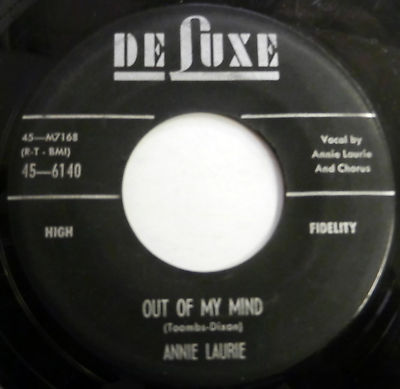 DE LUXE
45—M7168
(R-T - BMI)
45—6140
Vocal by
Annie Laurie
And Chorus
HIGH
FIDELITY
OUT OF MY MIND
(Toombs-Dixon)
ANNIE LAURIE